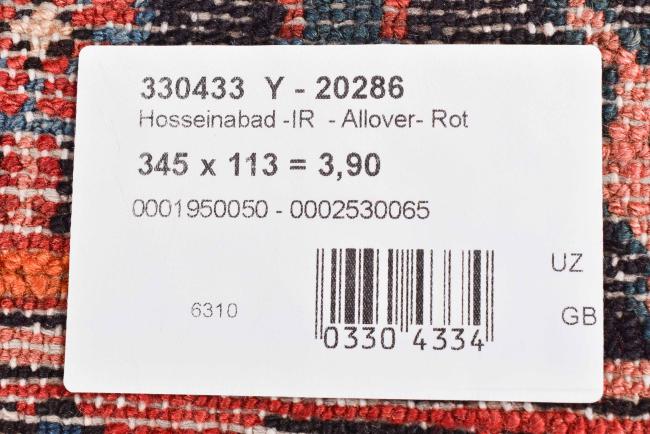 330433 Y - 20286
Hosseinabad -IR - Allover- Rot
345 x 113 = 3,90
0001950050 - 0002530065
UZ
6310
GB
0330 4334